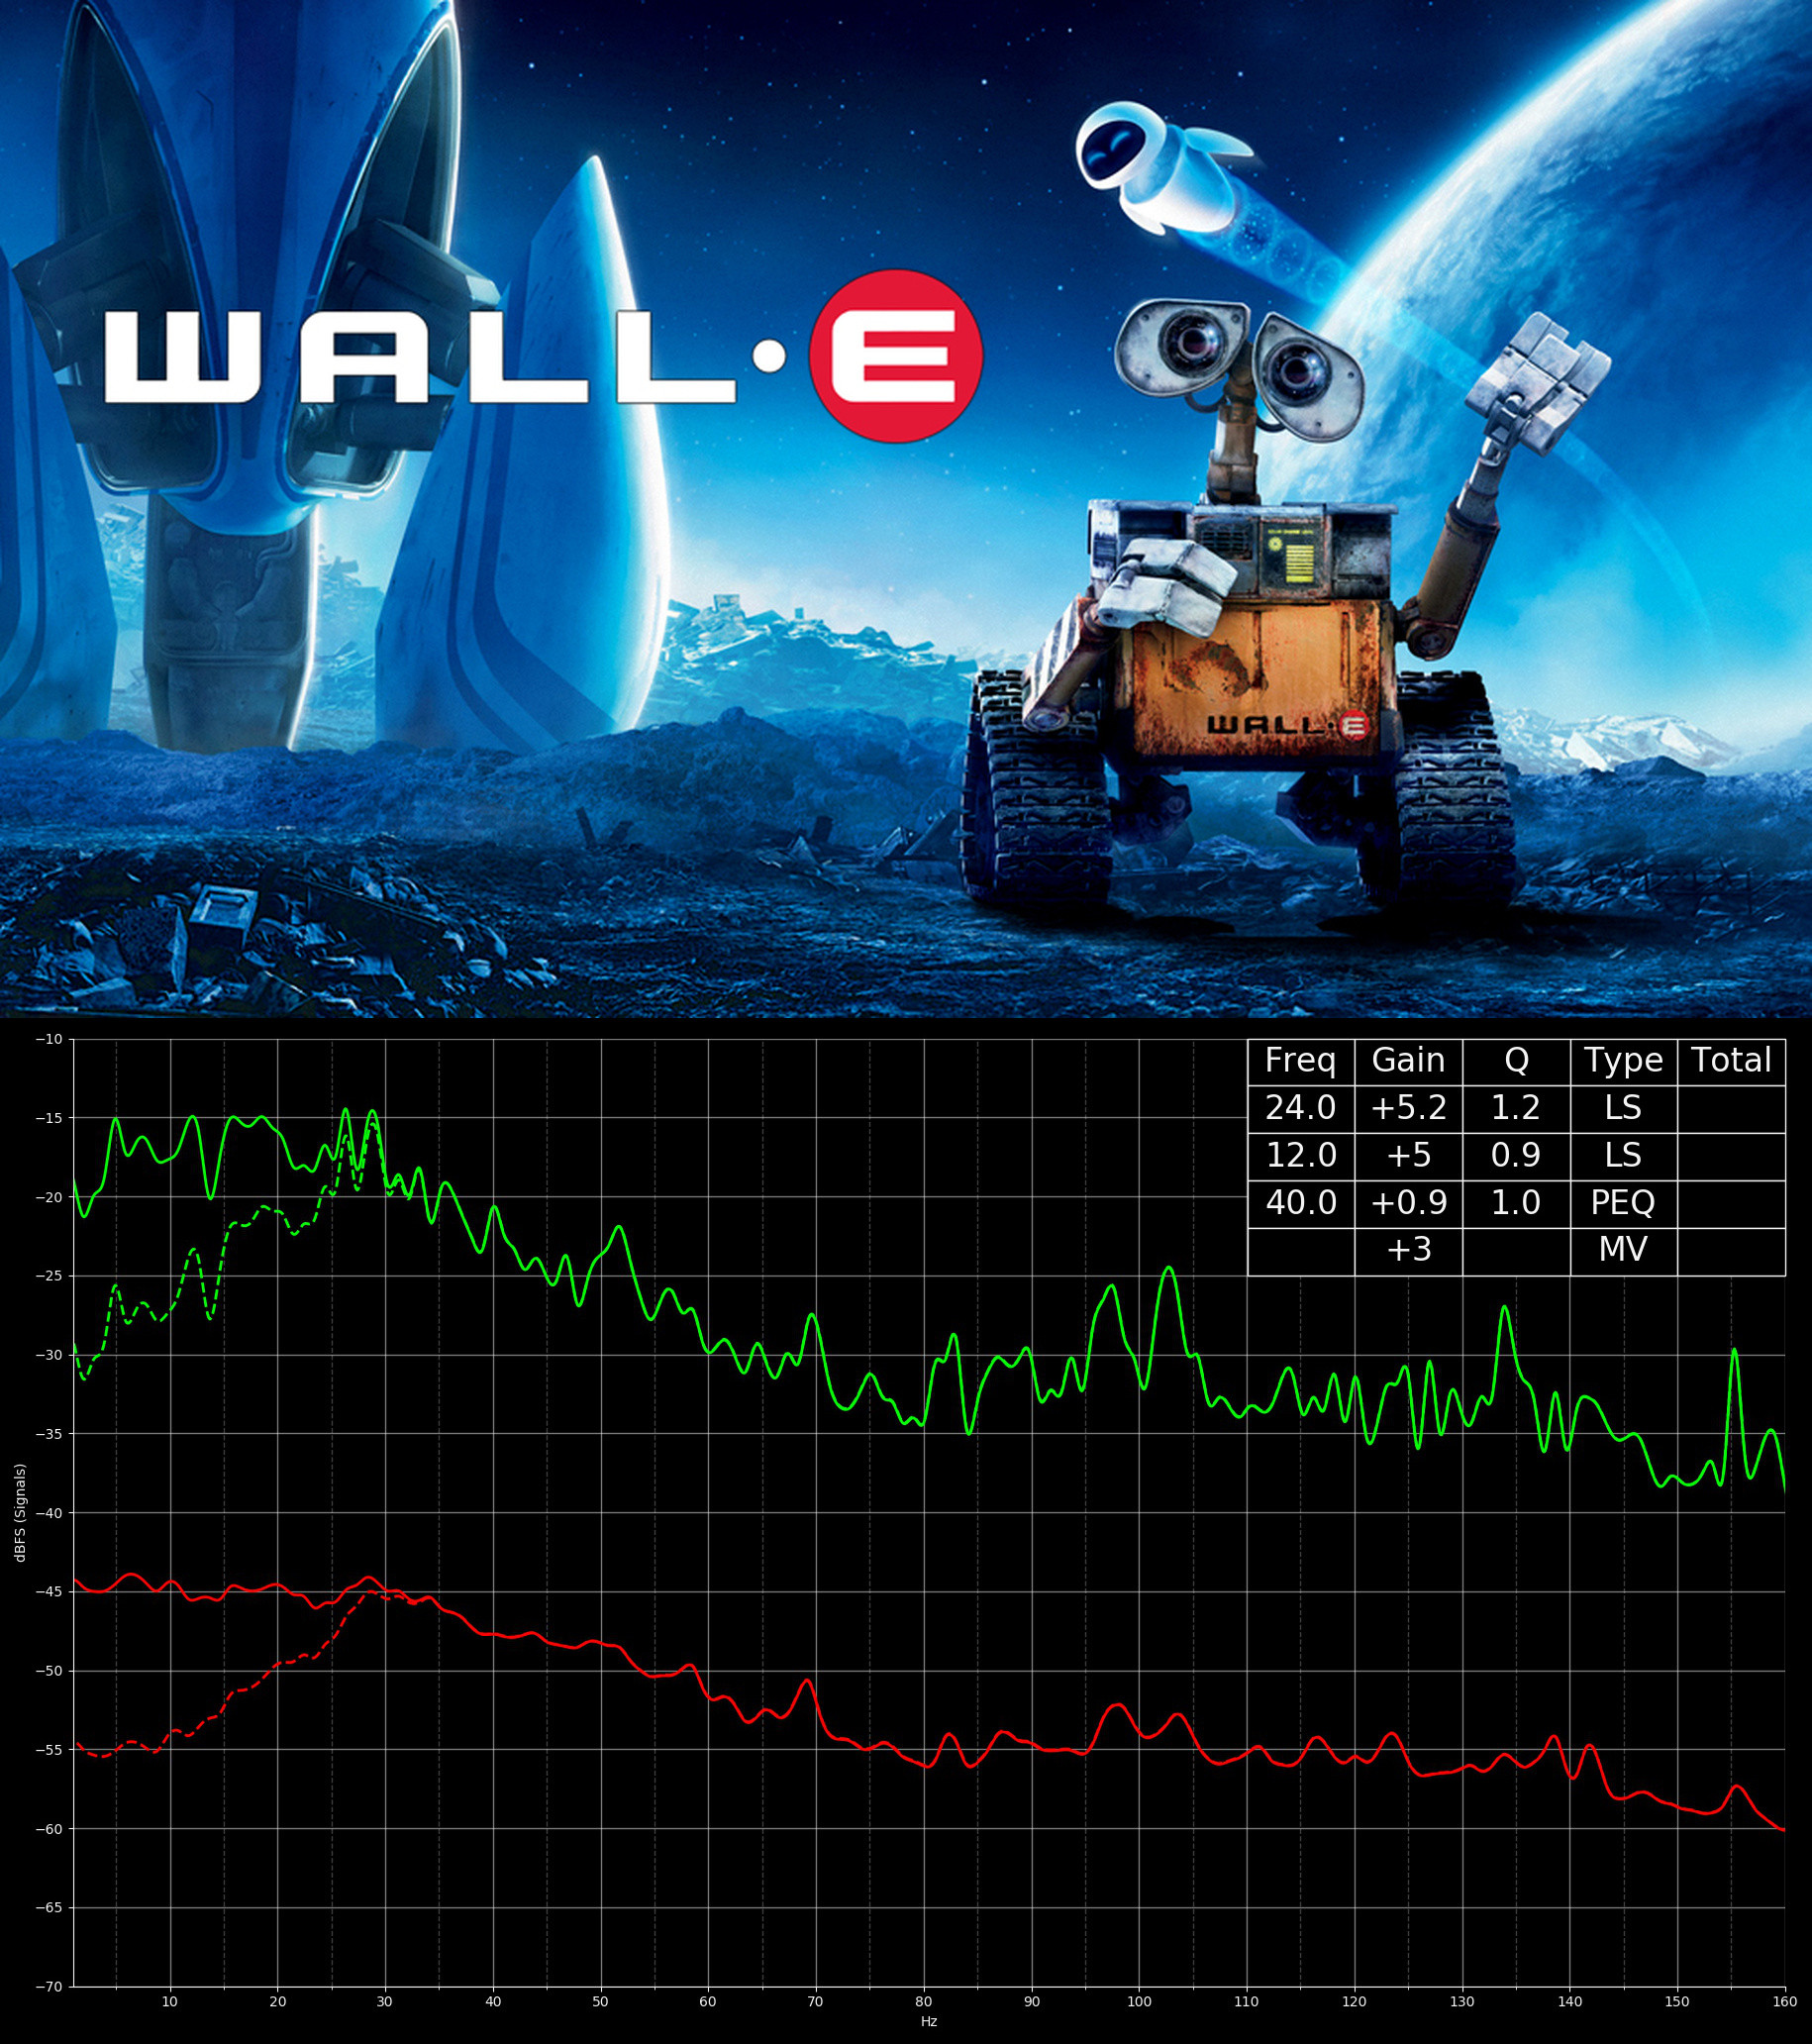 WALL·E
WALL·E
Freq Gain Q Type Total
24.0 +5.2 1.2 LS
12.0 +5 0.9 LS
40.0 +0.9 1.0 PEQ
+3 MV
−10
−15
−20
−25
−30
−35
−40
−45
−50
−55
−60
−65
−70
dBFS (Signals)
10 20 30 40 50 60 70 80 90 100 110 120 130 140 150 160
Hz